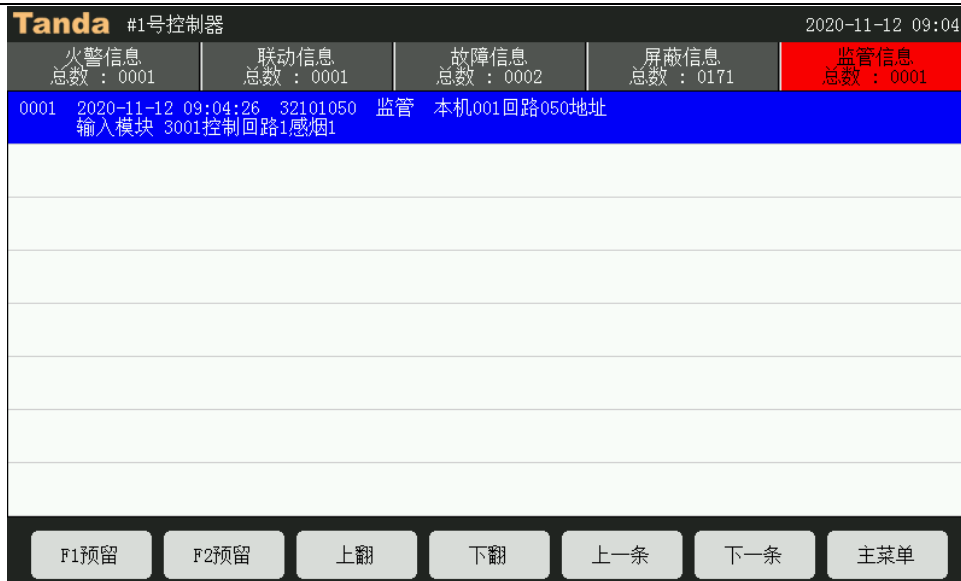 Tanda #1号控制器 2020-11-12 09:04
火警信息 联动信息 故障信息 屏蔽信息 监管信息
总数 : 0001 总数 : 0001 总数 : 0002 总数 : 0171 总数 : 0001
0001 2020-11-12 09:04:26 32101050 监管 本机001回路050地址
输入模块 3001控制回路1感烟1
F1预留 F2预留 上翻 下翻 上一条 下一条 主菜单